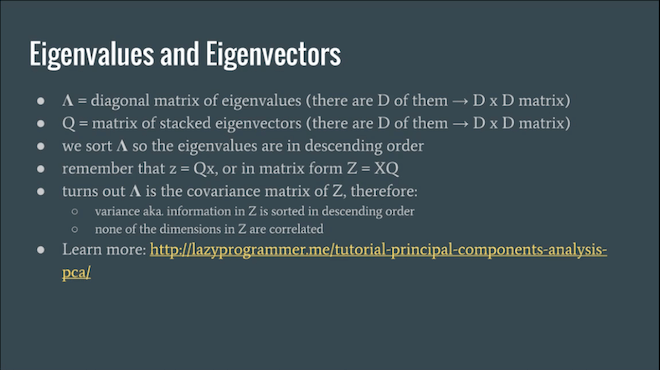 Eigenvalues and Eigenvectors
● Λ = diagonal matrix of eigenvalues (there are D of them → D x D matrix)
● Q = matrix of stacked eigenvectors (there are D of them → D x D matrix)
● we sort Λ so the eigenvalues are in descending order
● remember that z = Qx, or in matrix form Z = XQ
● turns out Λ is the covariance matrix of Z, therefore:
○ variance aka. information in Z is sorted in descending order
○ none of the dimensions in Z are correlated
● Learn more: http://lazyprogrammer.me/tutorial-principal-components-analysis-
pca/